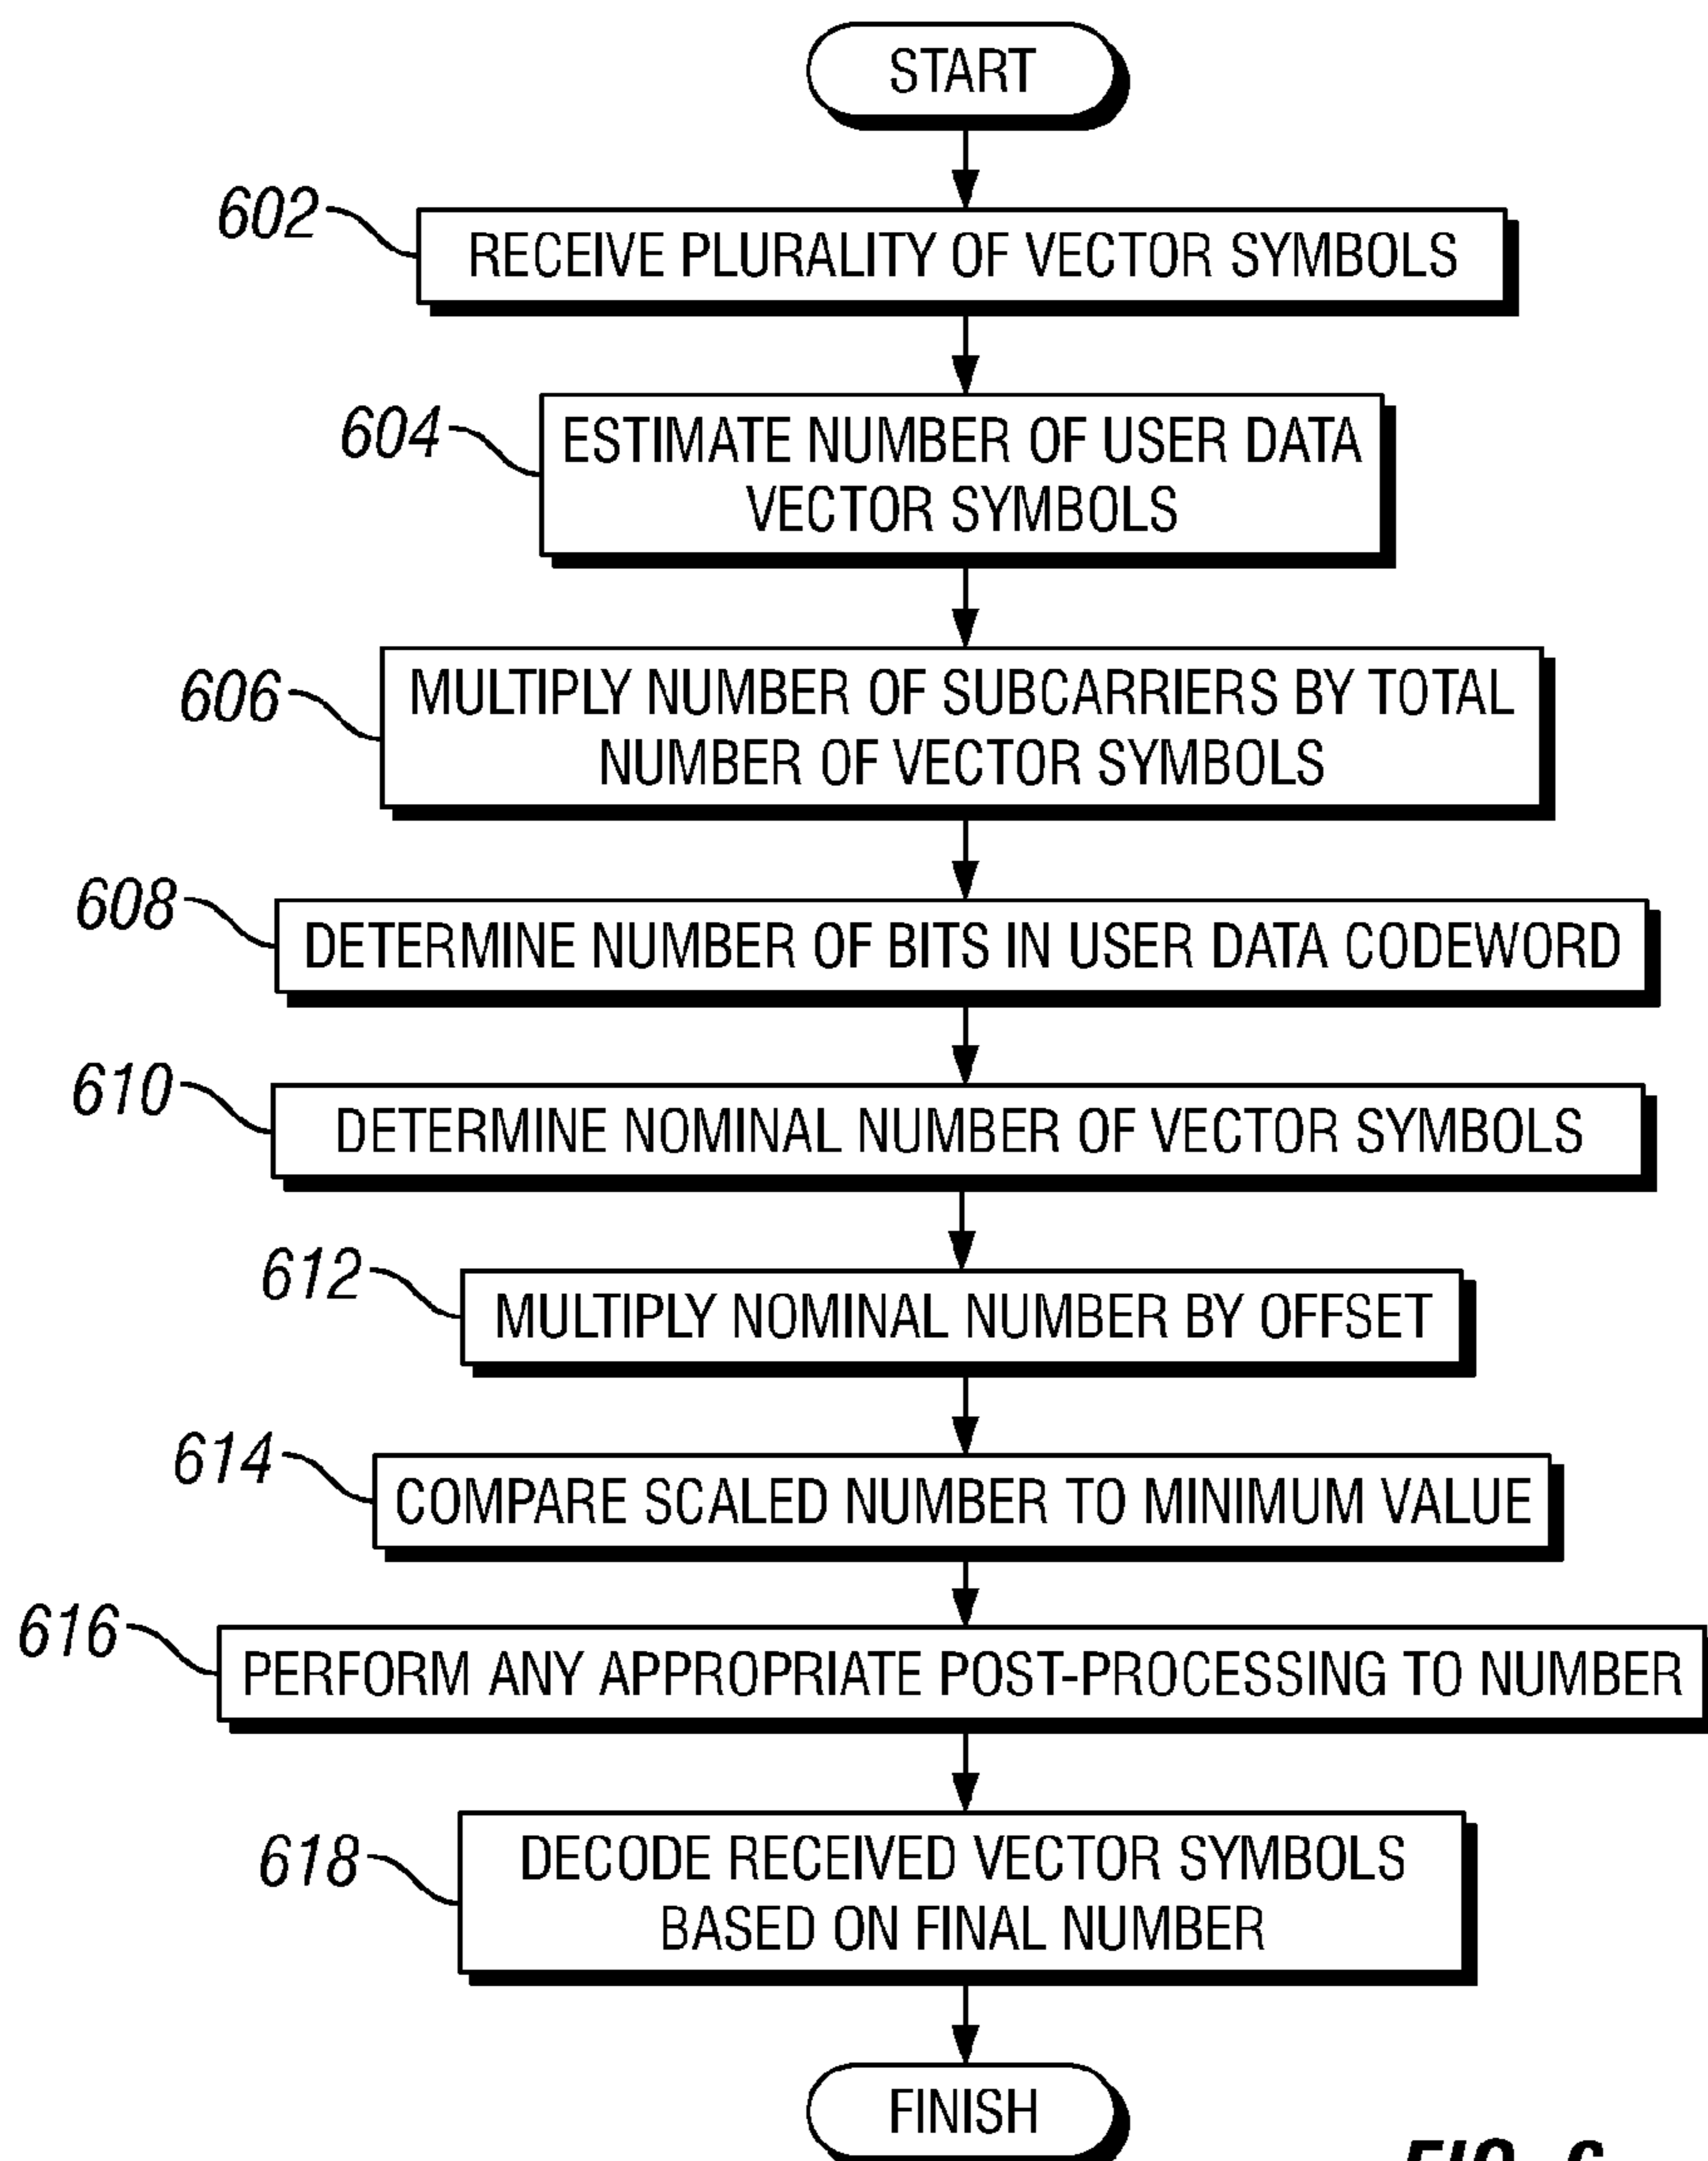 START
602
RECEIVE PLURALITY OF VECTOR SYMBOLS
604
ESTIMATE NUMBER OF USER DATA
VECTOR SYMBOLS
606
MULTIPLY NUMBER OF SUBCARRIERS BY TOTAL
NUMBER OF VECTOR SYMBOLS
608
DETERMINE NUMBER OF BITS IN USER DATA CODEWORD
610
DETERMINE NOMINAL NUMBER OF VECTOR SYMBOLS
612
MULTIPLY NOMINAL NUMBER BY OFFSET
614
COMPARE SCALED NUMBER TO MINIMUM VALUE
616
PERFORM ANY APPROPRIATE POST-PROCESSING TO NUMBER
618
DECODE RECEIVED VECTOR SYMBOLS
BASED ON FINAL NUMBER
FINISH